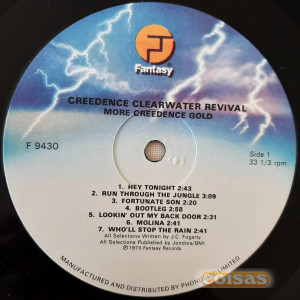 Fantasy
CREEDENCE CLEARWATER REVIVAL
MORE CREEDENCE GOLD
F 9430
Side 1
33 1/3 rpm
1. HEY TONIGHT 2:43
2. RUN THROUGH THE JUNGLE 3:09
3. FORTUNATE SON 2:20
4. BOOTLEG 2:58
5. LOOKIN' OUT MY BACK DOOR 2:31
6. MOLINA 2:41
7. WHO'LL STOP THE RAIN 2:41
All Selections Written by J.C. Fogerty
All Selections Published by Jondora/BMI
℗ 1973 Fantasy Records
MANUFACTURED AND DISTRIBUTED BY LIMITED
coisas